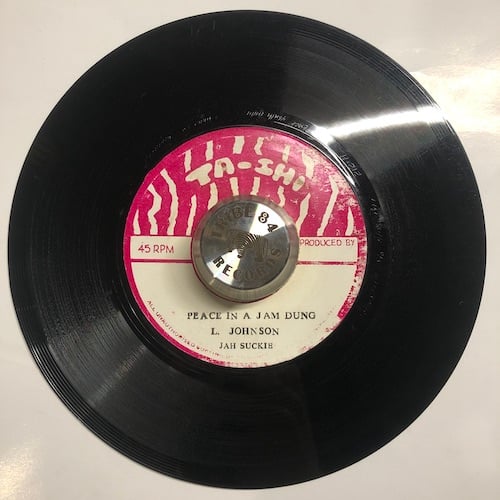 TA-SHI
TRIBE 84
RECORDS
45 RPM
PRODUCED BY
PEACE IN A JAM DUNG
L. JOHNSON
JAH SUCKIE